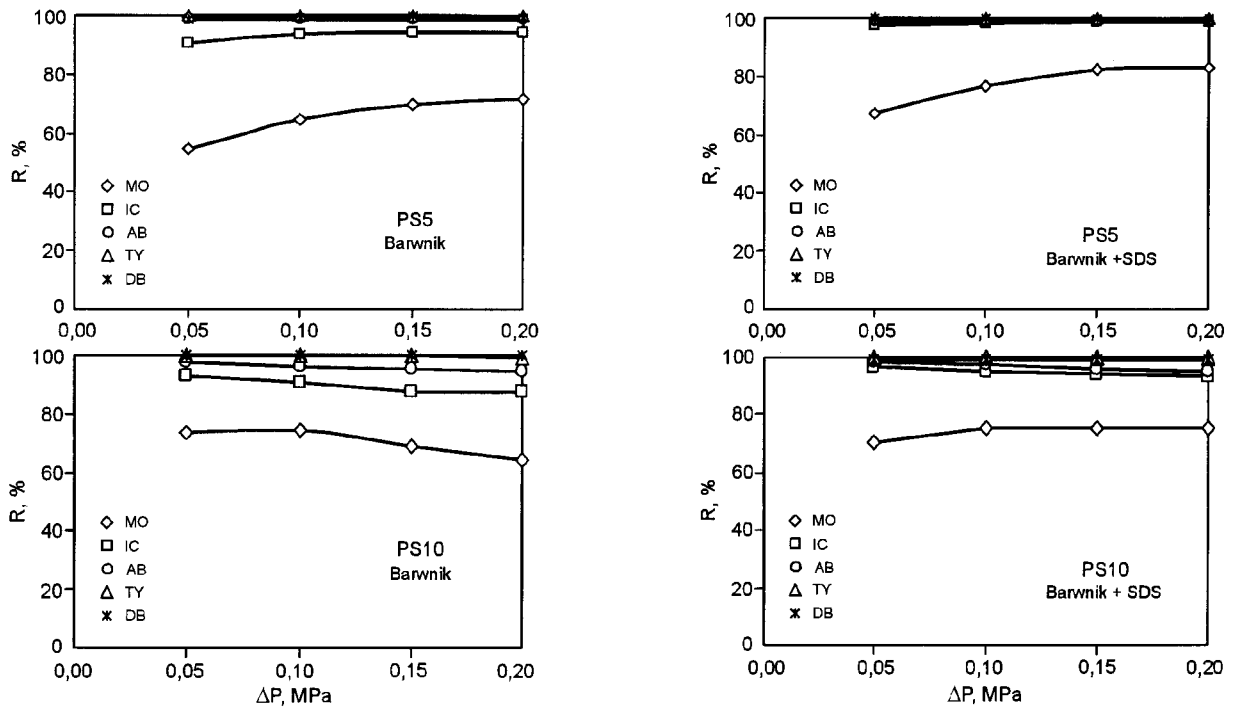 100
80
60
40
20
0
R, %
MO
IC
AB
TY
DB
PS5
Barwnik
0,00 0,05 0,10 0,15 0,20
100
80
60
40
20
0
R, %
MO
IC
AB
TY
DB
PS5
Barwnik +SDS
0,00 0,05 0,10 0,15 0,20
100
80
60
40
20
0
R, %
MO
IC
AB
TY
DB
PS10
Barwnik
0,00 0,05 0,10 0,15 0,20
ΔP, MPa
100
80
60
40
20
0
R, %
MO
IC
AB
TY
DB
PS10
Barwnik + SDS
0,00 0,05 0,10 0,15 0,20
ΔP, MPa